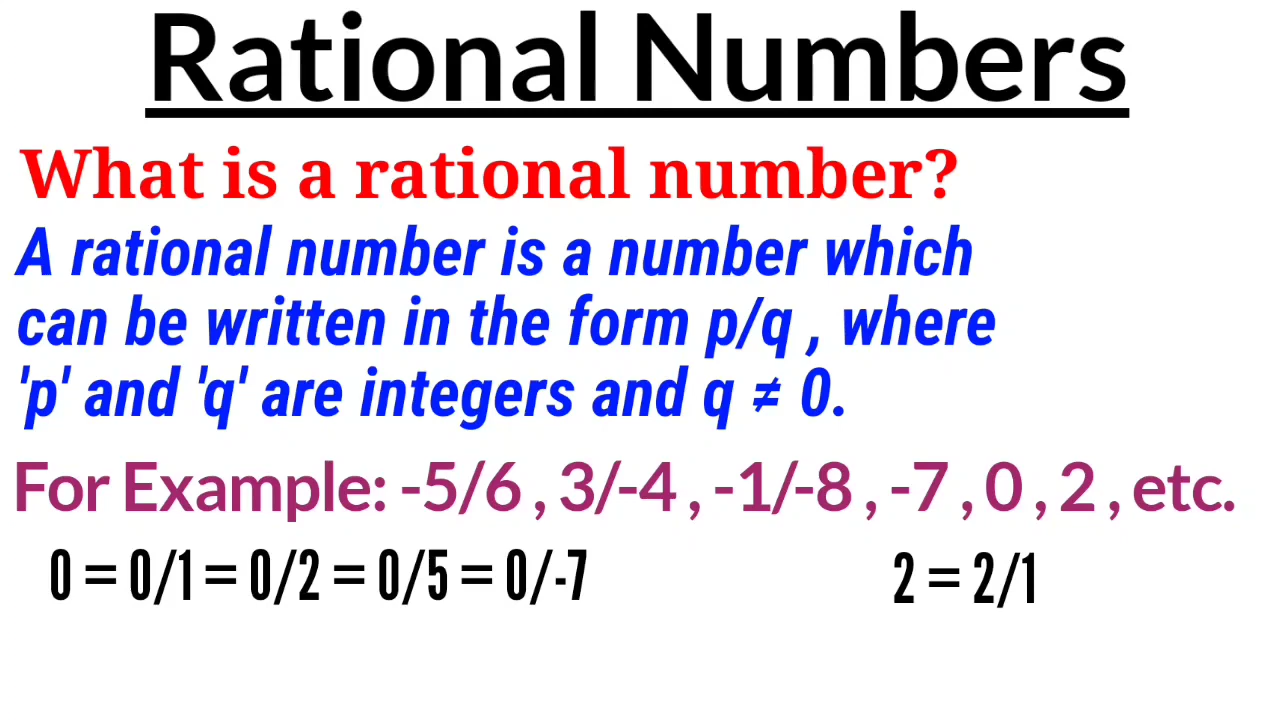 Rational Numbers
What is a rational number?
A rational number is a number which
can be written in the form p/q , where
'p' and 'q' are integers and q ≠ 0.
For Example: -5/6 , 3/-4 , -1/-8 , -7 , 0 , 2 , etc.
0 = 0/1 = 0/2 = 0/5 = 0/-7 2 = 2/1